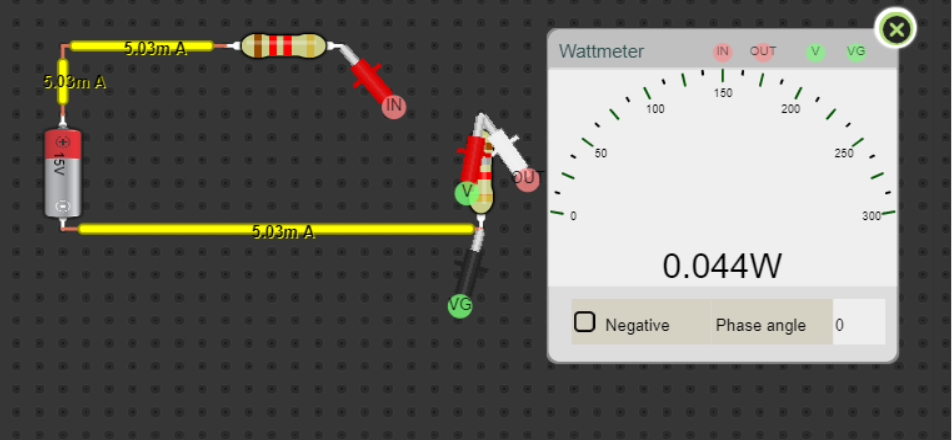 5.03m A
IN
5.03m A
15V
V
OUT
5.03m A
VG
Wattmeter IN OUT V VG
0 50 100 150 200 250 300
0.044W
Negative Phase angle 0